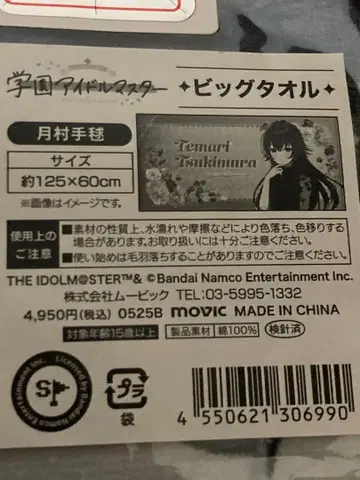 学園アイドルマスター
✦ビッグタオル✦
月村手毬
サイズ
約125×60cm
※画像はイメージです。
Temari
Tsukimura
使用上の
ご注意
■素材の性質上、水濡れや摩擦などにより色落ち、色移りする
場合があります。お取り扱いには十分ご注意ください。
■使い始めは毛羽落ちすることがありますのでご注意ください。
THE IDOLM@STER™& ©Bandai Namco Entertainment Inc.
株式会社ムービック TEL:03-5995-1332
4,950円(税込) 0525B movic MADE IN CHINA
対象年齢15歳以上
製品素材 綿100% 検針済
Licensed by Bandai Namco Entertainment Inc.
S
プラ
袋
4 550621 306990